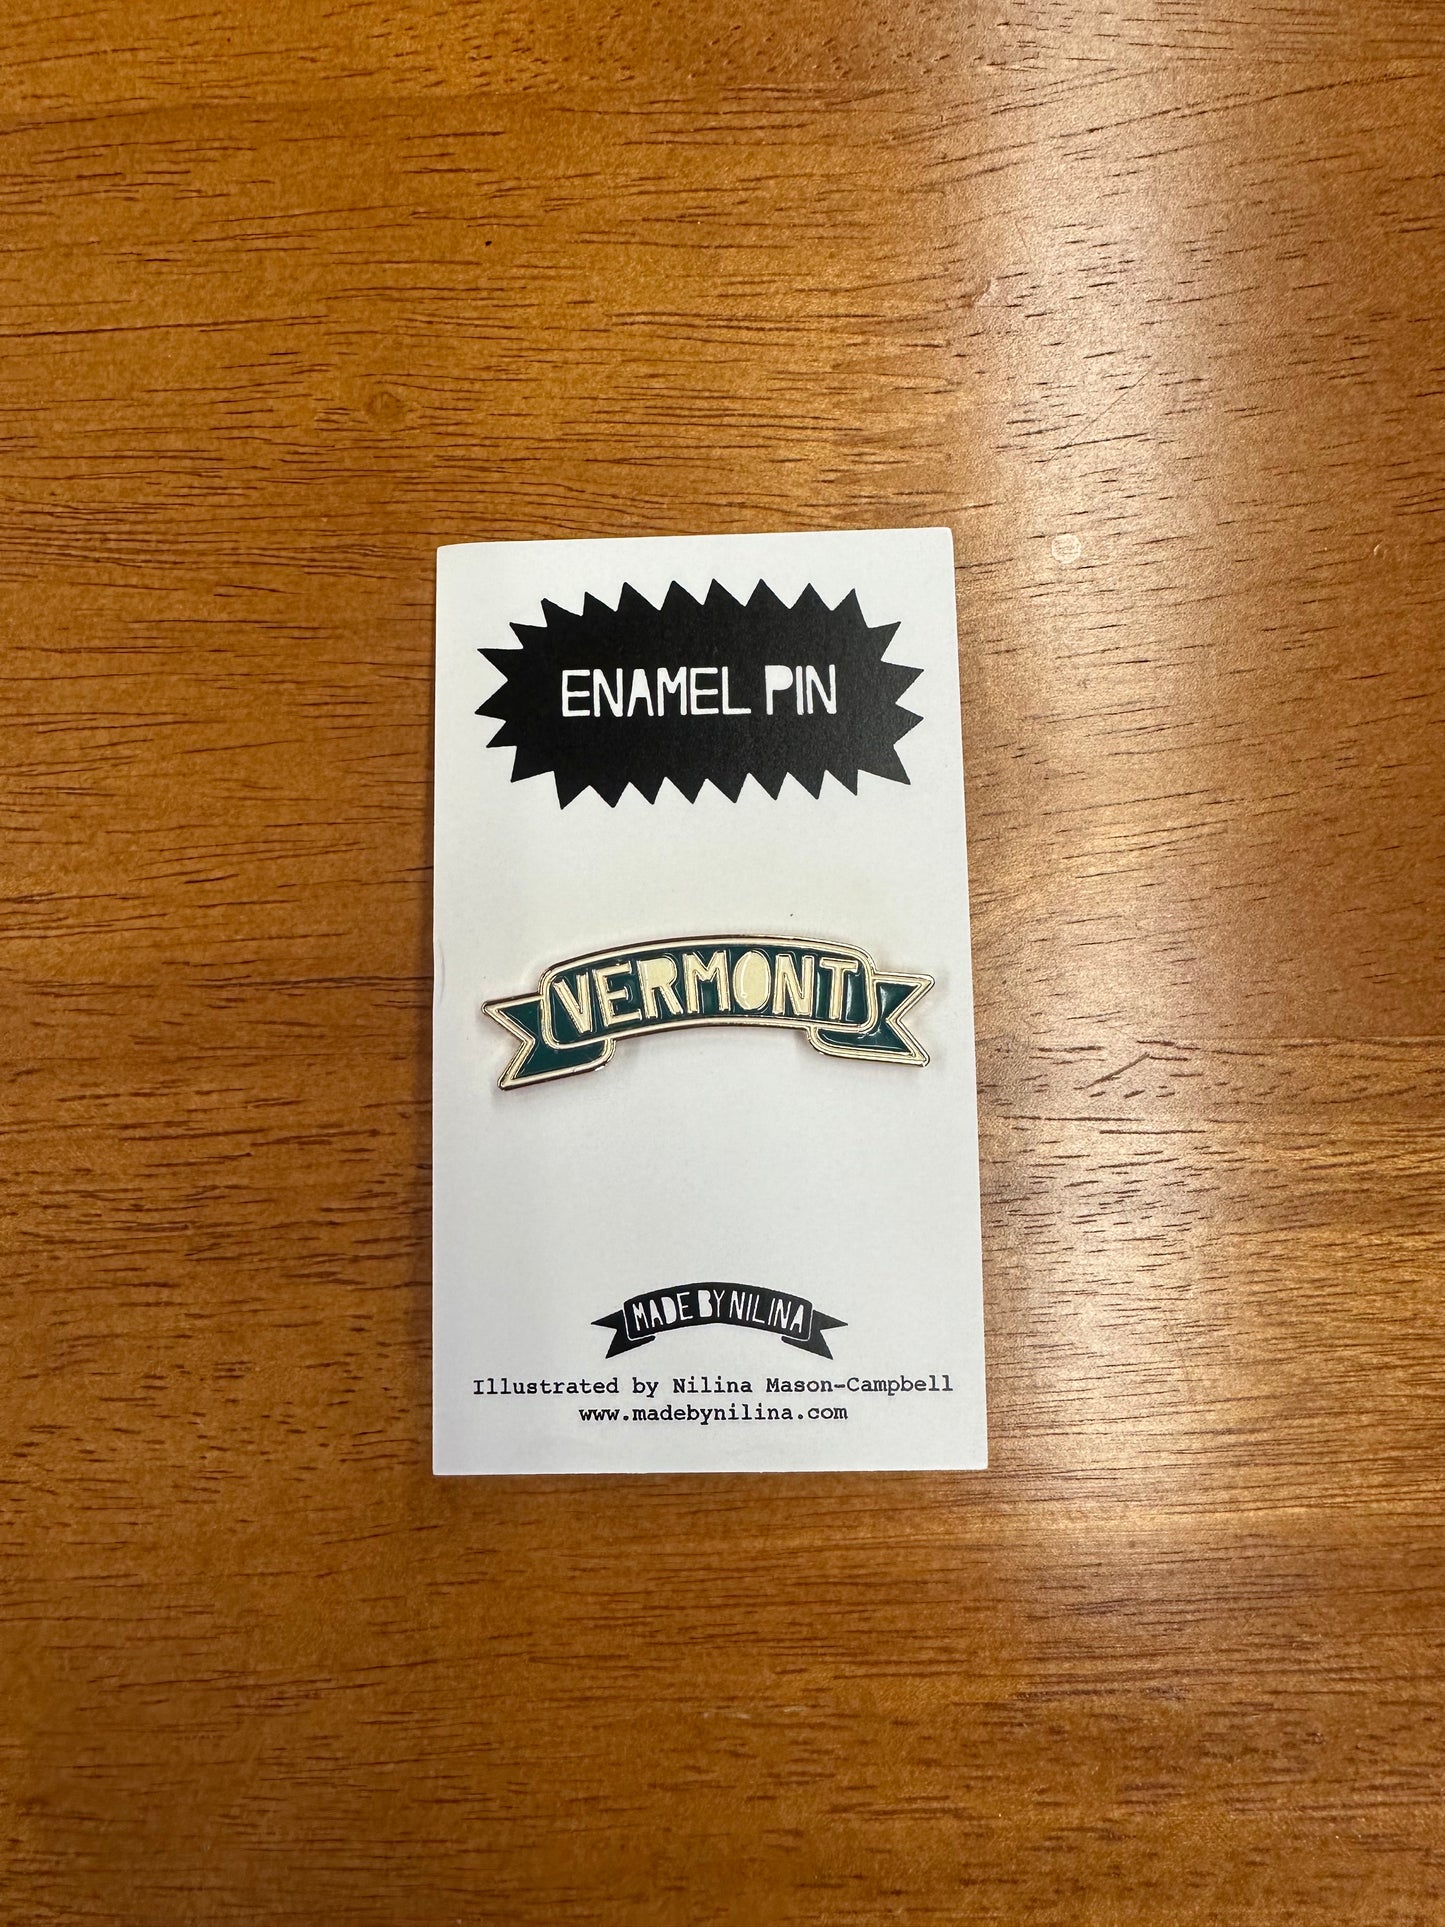 ENAMEL PIN
VERMONT
MADE BY NILINA
Illustrated by Nilina Mason-Campbell
www.madebynilina.com